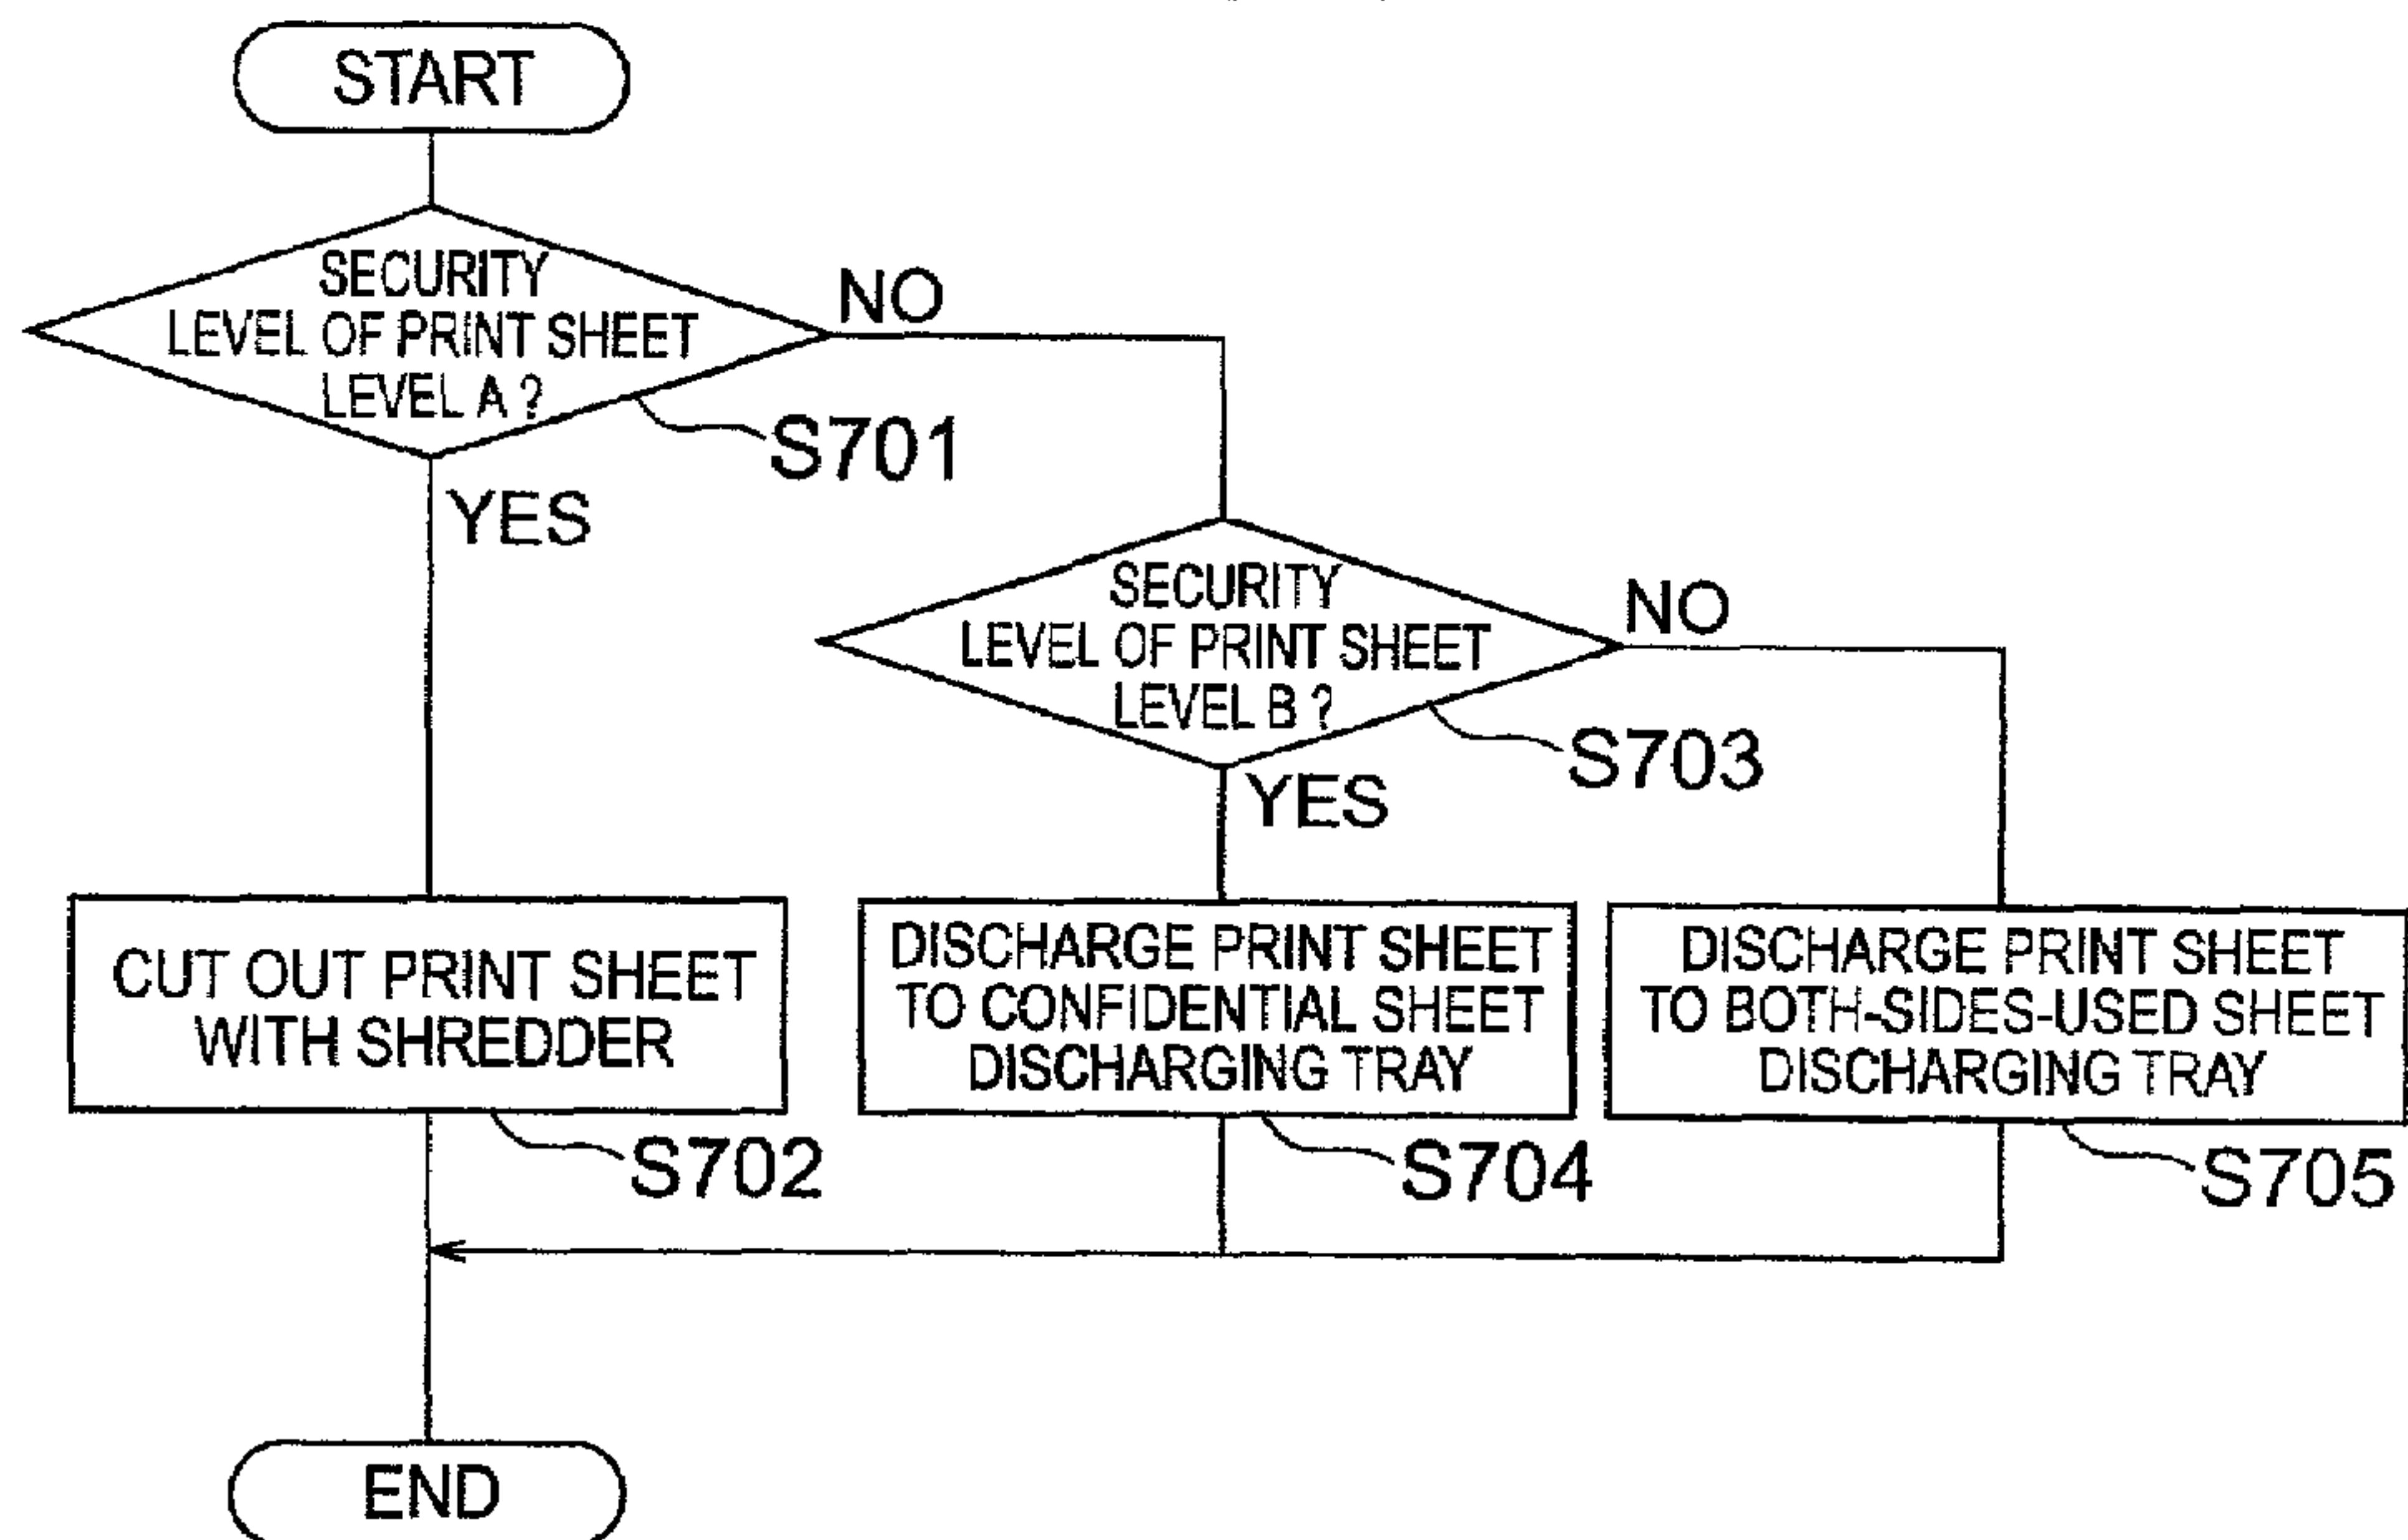 START
SECURITY
LEVEL OF PRINT SHEET
LEVEL A ?
NO
S701
YES
SECURITY
LEVEL OF PRINT SHEET
LEVEL B ?
NO
S703
YES
CUT OUT PRINT SHEET
WITH SHREDDER
S702
DISCHARGE PRINT SHEET
TO CONFIDENTIAL SHEET
DISCHARGING TRAY
S704
DISCHARGE PRINT SHEET
TO BOTH-SIDES-USED SHEET
DISCHARGING TRAY
S705
END